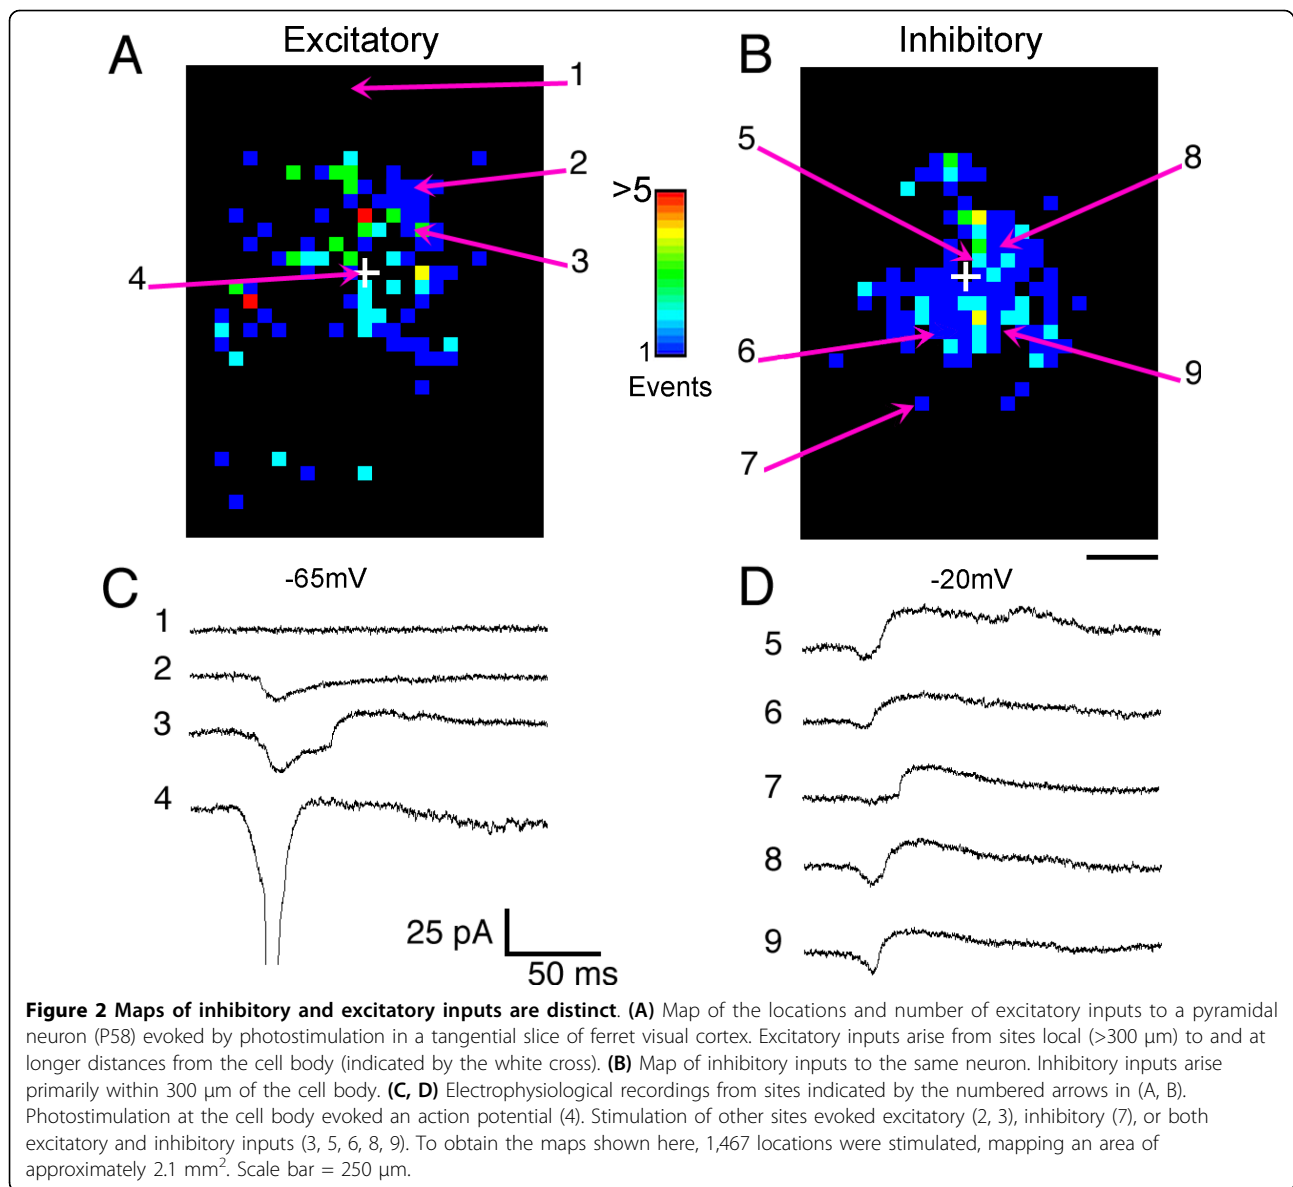 A
Excitatory
B
Inhibitory
1
2
3
4
>5
1
Events
5
6
7
8
9
C
-65mV
1
2
3
4
25 pA
50 ms
D
-20mV
5
6
7
8
9
Figure 2 Maps of inhibitory and excitatory inputs are distinct. (A) Map of the locations and number of excitatory inputs to a pyramidal
neuron (P58) evoked by photostimulation in a tangential slice of ferret visual cortex. Excitatory inputs arise from sites local (>300 μm) to and at
longer distances from the cell body (indicated by the white cross). (B) Map of inhibitory inputs to the same neuron. Inhibitory inputs arise
primarily within 300 μm of the cell body. (C, D) Electrophysiological recordings from sites indicated by the numbered arrows in (A, B).
Photostimulation at the cell body evoked an action potential (4). Stimulation of other sites evoked excitatory (2, 3), inhibitory (7), or both
excitatory and inhibitory inputs (3, 5, 6, 8, 9). To obtain the maps shown here, 1,467 locations were stimulated, mapping an area of
approximately 2.1 mm². Scale bar = 250 μm.